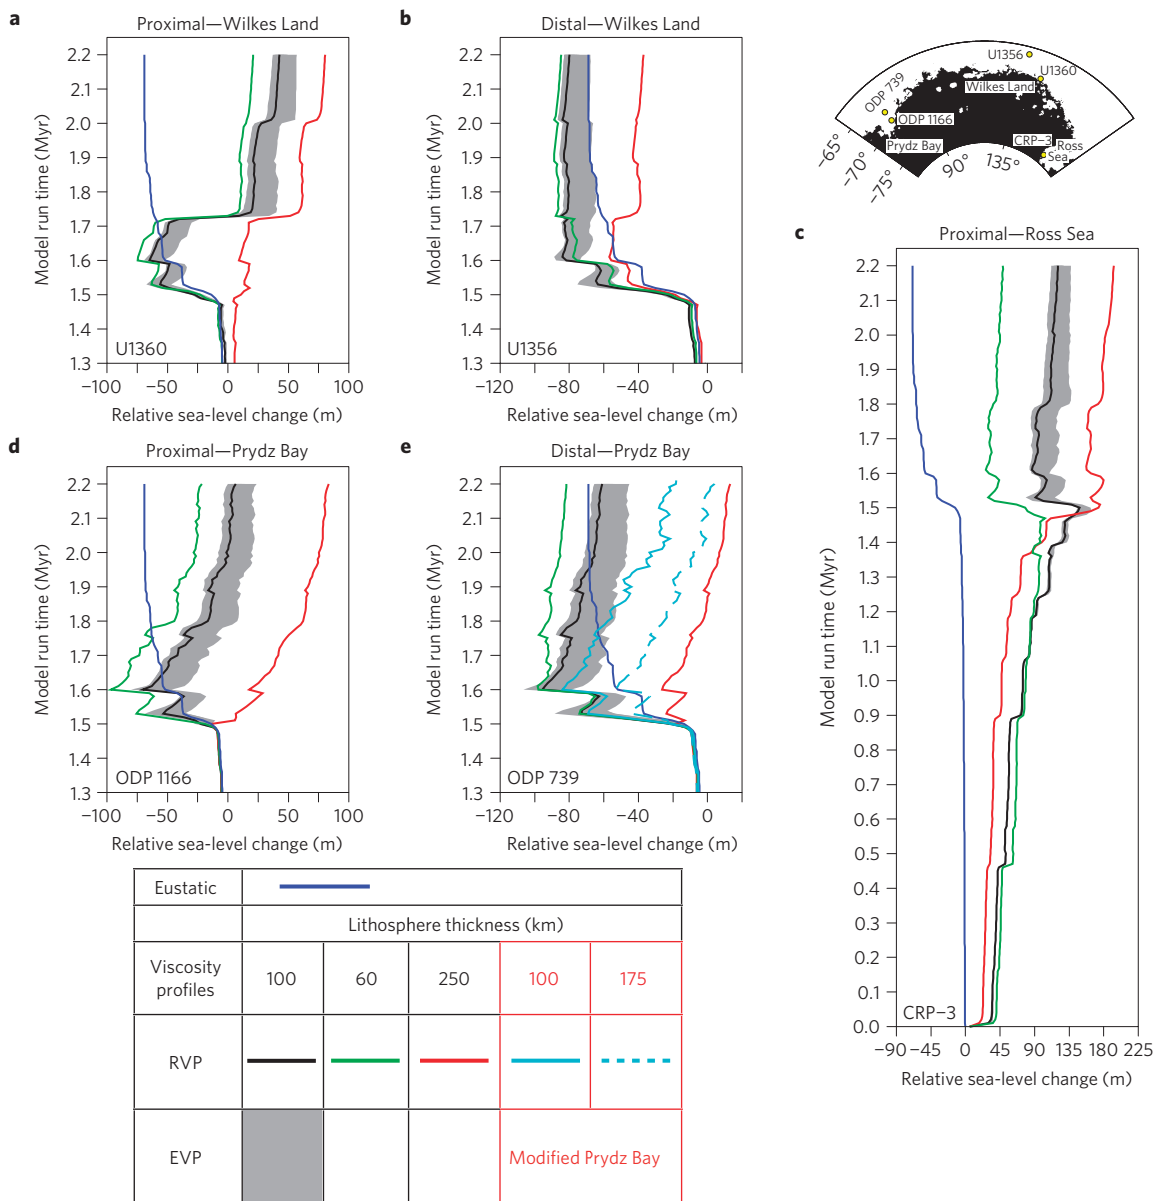 a
Proximal—Wilkes Land
2.2
2.1
2.0
1.9
1.8
1.7
1.6
1.5
1.4
1.3
Model run time (Myr)
U1360
−100 −50 0 50 100
Relative sea-level change (m)
b
Distal—Wilkes Land
2.2
2.1
2.0
1.9
1.8
1.7
1.6
1.5
1.4
1.3
Model run time (Myr)
U1356
−120 −80 −40 0
Relative sea-level change (m)
U1356
U1360
Wilkes Land
ODP 739
ODP 1166
Prydz Bay
CRP−3
Ross
Sea
−65°
−70°
−75°
90°
135°
c
Proximal—Ross Sea
2.2
2.1
2.0
1.9
1.8
1.7
1.6
1.5
1.4
1.3
1.2
1.1
1.0
0.9
0.8
0.7
0.6
0.5
0.4
0.3
0.2
0.1
0.0
Model run time (Myr)
CRP−3
−90 −45 0 45 90 135 180 225
Relative sea-level change (m)
d
Proximal—Prydz Bay
2.2
2.1
2.0
1.9
1.8
1.7
1.6
1.5
1.4
1.3
Model run time (Myr)
ODP 1166
−100 −50 0 50 100
Relative sea-level change (m)
e
Distal—Prydz Bay
2.2
2.1
2.0
1.9
1.8
1.7
1.6
1.5
1.4
1.3
Model run time (Myr)
ODP 739
−120 −80 −40 0
Relative sea-level change (m)
Eustatic
Lithosphere thickness (km)
Viscosity
profiles
100 60 250 100 175
RVP
EVP
Modified Prydz Bay